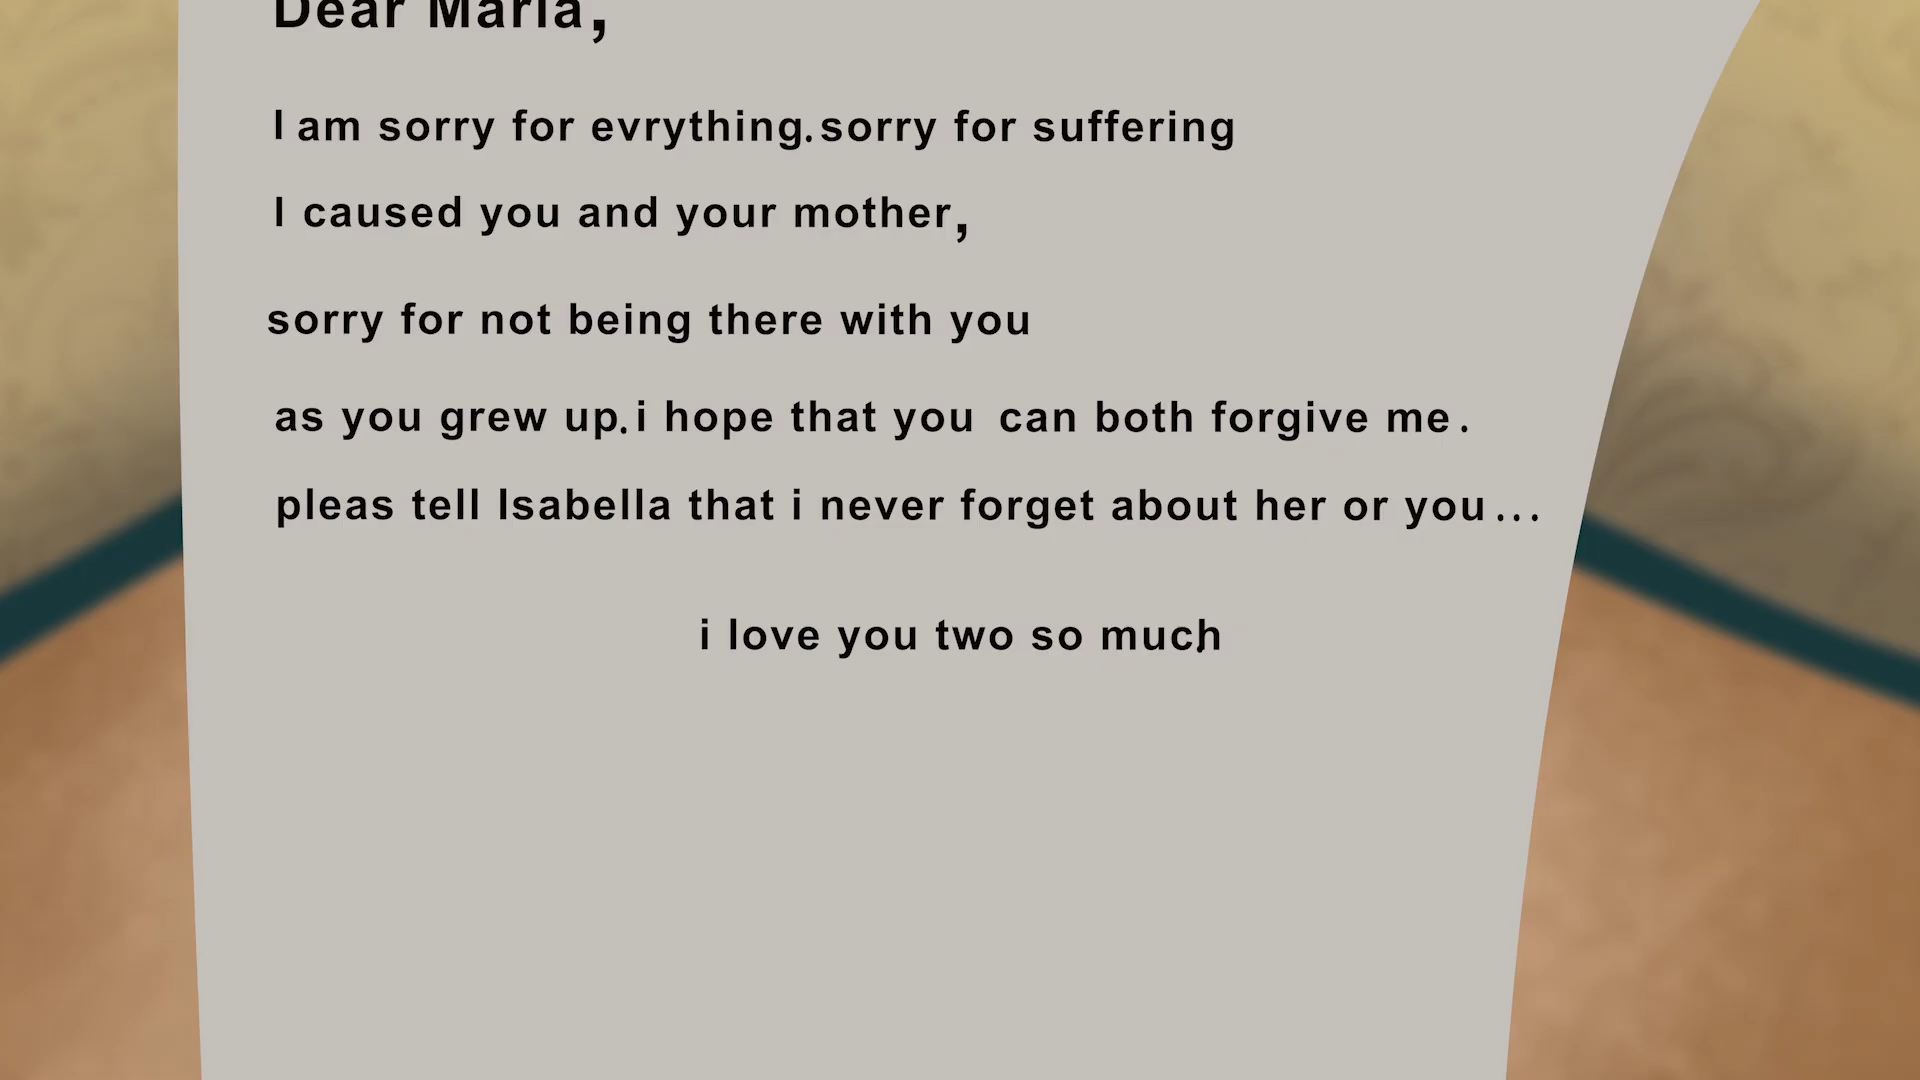 Dear Maria,
I am sorry for evrything.sorry for suffering
I caused you and your mother,
sorry for not being there with you
as you grew up.i hope that you can both forgive me.
pleas tell Isabella that i never forget about her or you...
i love you two so much